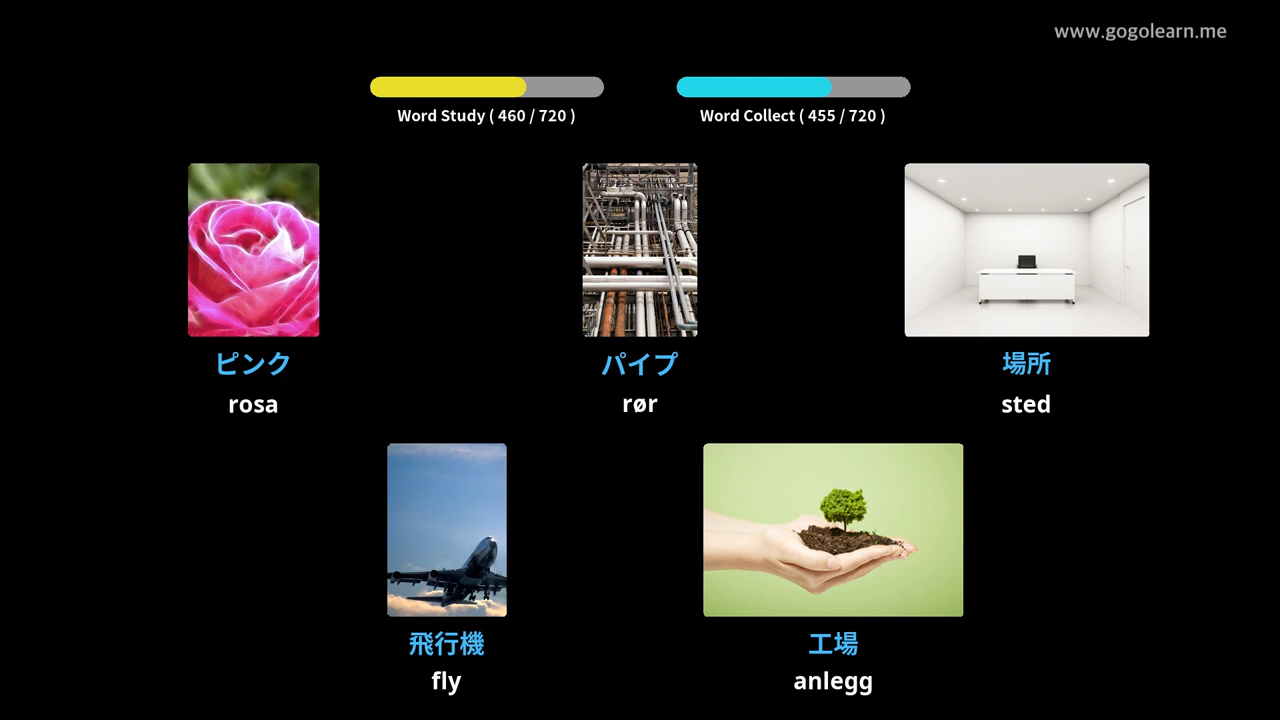 www.gogolearn.me
Word Study ( 460 / 720 )
Word Collect ( 455 / 720 )
ピンク
rosa
パイプ
rør
場所
sted
飛行機
fly
工場
anlegg